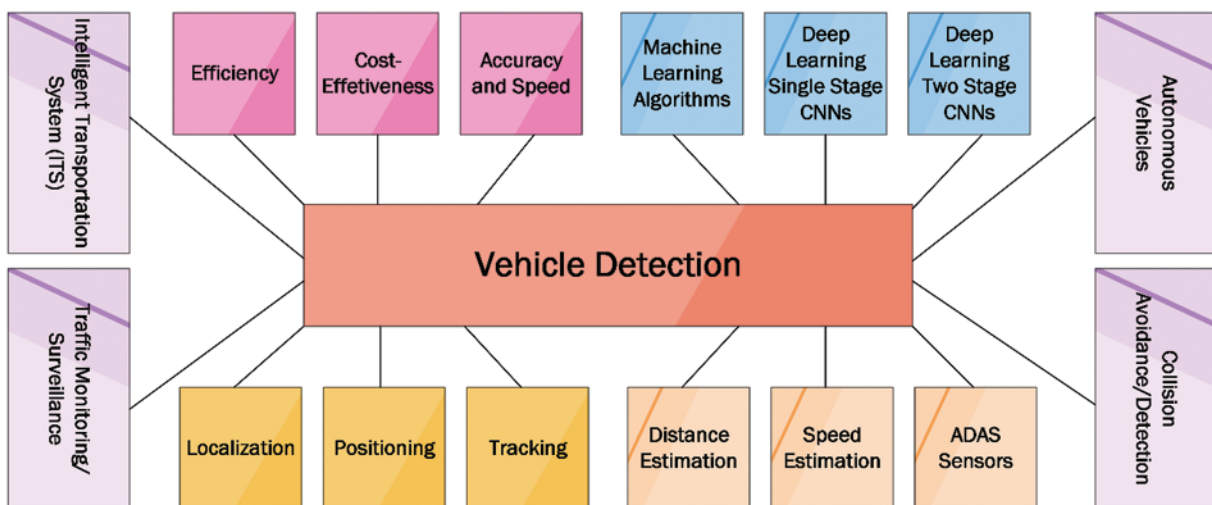 Intelligent Transportation
System (ITS)
Efficiency
Cost-
Effetiveness
Accuracy
and Speed
Machine
Learning
Algorithms
Deep
Learning
Single Stage
CNNs
Deep
Learning
Two Stage
CNNs
Autonomous
Vehicles
Vehicle Detection
Traffic Monitoring/
Surveillance
Localization
Positioning
Tracking
Distance
Estimation
Speed
Estimation
ADAS
Sensors
Collision
Avoidance/Detection